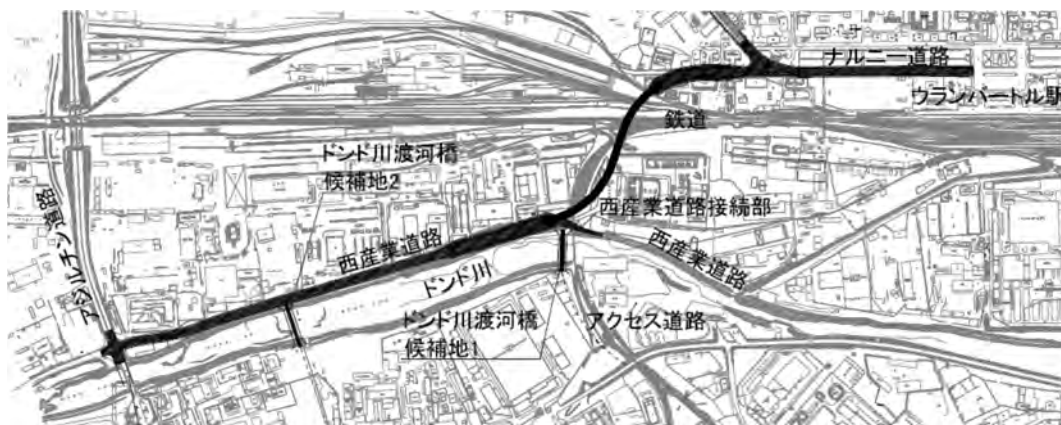 ナルニー道路
ウランバートル駅
鉄道
ドンド川渡河橋
候補地2
西産業道路接続部
アジルチン道路
西産業道路
西産業道路
ドンド川
ドンド川渡河橋
候補地1
アクセス道路